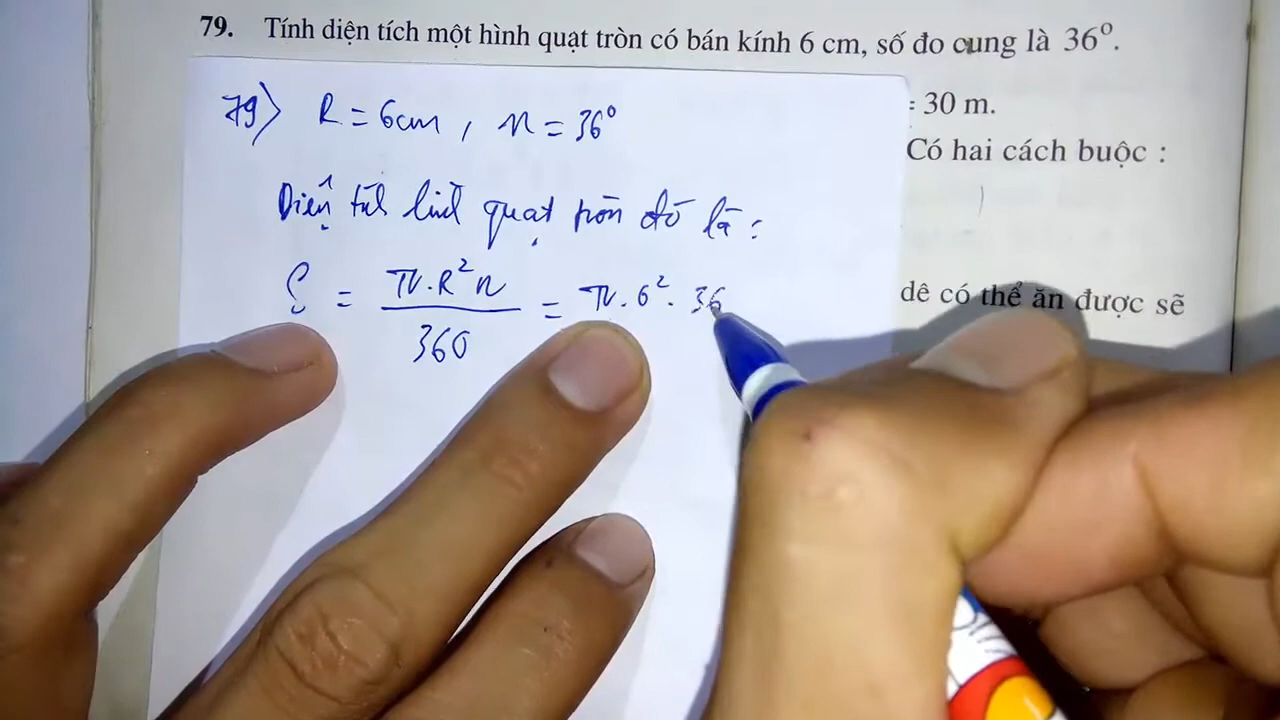 79. Tính diện tích một hình quạt tròn có bán kính 6 cm, số đo cung là 36°.
79) R = 6cm, n = 36°
= 30 m.
Có hai cách buộc :
Diện tích hình quạt tròn đó là:
S = π.R²n / 360 = π.6². 36
dê có thể ăn được sẽ